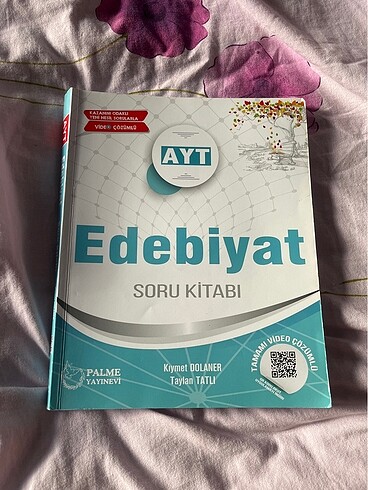 KAZANIM ODAKLI
YENİ NESİL SORULARLA
VİDEO ÇÖZÜMLÜ
AYT
AYT
Edebiyat
SORU KİTABI
Kıymet DOLANER
Taylan TATLI
PALME
YAYINEVİ
TAMAMI VİDEO ÇÖZÜMLÜ